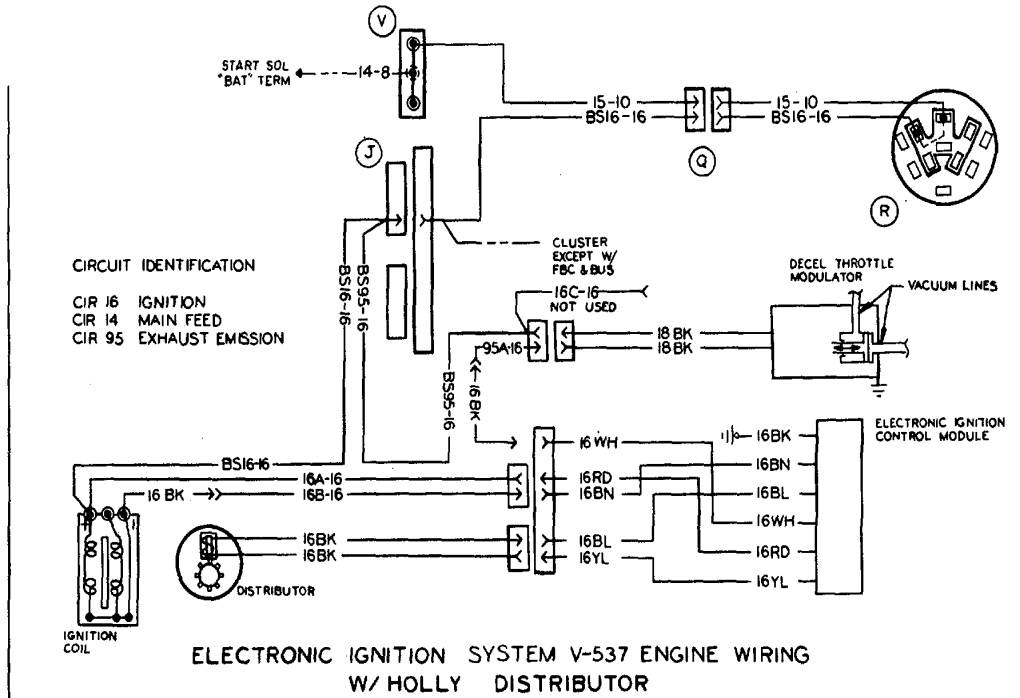 V
START SOL
"BAT" TERM
14-8
15-10
BS16-16
15-10
BS16-16
J
Q
R
CLUSTER
EXCEPT W/
FBC & BUS
CIRCUIT IDENTIFICATION
CIR 16 IGNITION
CIR 14 MAIN FEED
CIR 95 EXHAUST EMISSION
BS16-16
BS95-16
16C-16
NOT USED
DECEL THROTTLE
MODULATOR
VACUUM LINES
18 BK
18 BK
95A-16
BS95-16
16BK
ELECTRONIC IGNITION
CONTROL MODULE
16WH
16BK
BS16-16
16A-16
16RD
16BN
16 BK
16B-16
16BN
16BL
16WH
16BK
16BL
16RD
16BK
16YL
16YL
DISTRIBUTOR
IGNITION
COIL
ELECTRONIC IGNITION SYSTEM V-537 ENGINE WIRING
W/ HOLLY DISTRIBUTOR